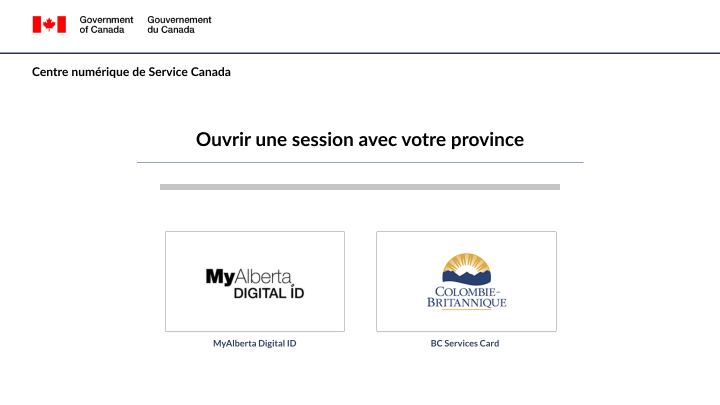 Government of Canada
Gouvernement du Canada
Centre numérique de Service Canada
Ouvrir une session avec votre province
MyAlberta
DIGITAL ID
COLOMBIE-
BRITANNIQUE
MyAlberta Digital ID
BC Services Card